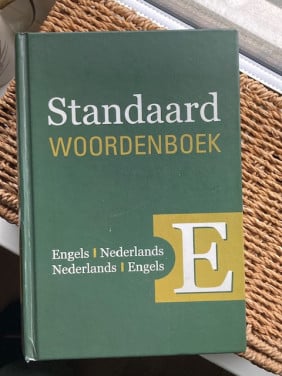 Standaard
WOORDENBOEK
Engels | Nederlands
Nederlands | Engels
E